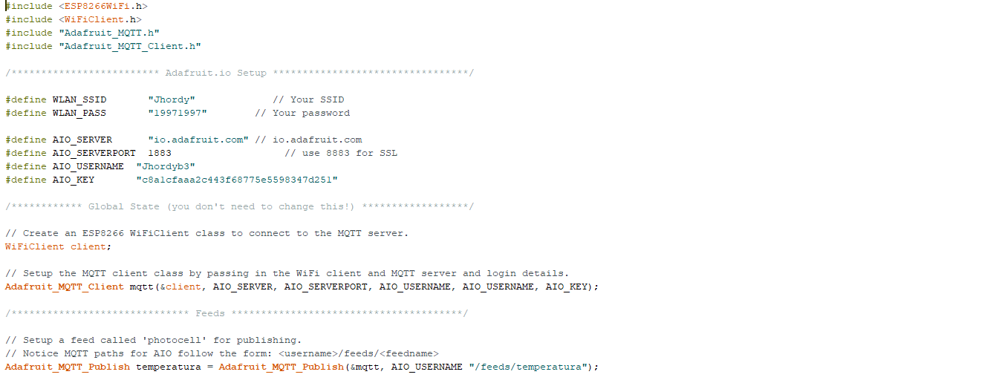 #include <ESP8266WiFi.h>
#include <WiFiClient.h>
#include "Adafruit_MQTT.h"
#include "Adafruit_MQTT_Client.h"
/************************* Adafruit.io Setup *********************************/
#define WLAN_SSID       "Jhordy"             // Your SSID
#define WLAN_PASS       "19971997"        // Your password
#define AIO_SERVER      "io.adafruit.com" // io.adafruit.com
#define AIO_SERVERPORT  1883                   // use 8883 for SSL
#define AIO_USERNAME  "Jhordyb3"
#define AIO_KEY       "c8a1cfaaa2c443f68775e5598347d251"
/************ Global State (you don't need to change this!) ******************/
// Create an ESP8266 WiFiClient class to connect to the MQTT server.
WiFiClient client;
// Setup the MQTT client class by passing in the WiFi client and MQTT server and login details.
Adafruit_MQTT_Client mqtt(&client, AIO_SERVER, AIO_SERVERPORT, AIO_USERNAME, AIO_USERNAME, AIO_KEY);
/****************************** Feeds ***************************************/
// Setup a feed called 'photocell' for publishing.
// Notice MQTT paths for AIO follow the form: <username>/feeds/<feedname>
Adafruit_MQTT_Publish temperatura = Adafruit_MQTT_Publish(&mqtt, AIO_USERNAME "/feeds/temperatura");